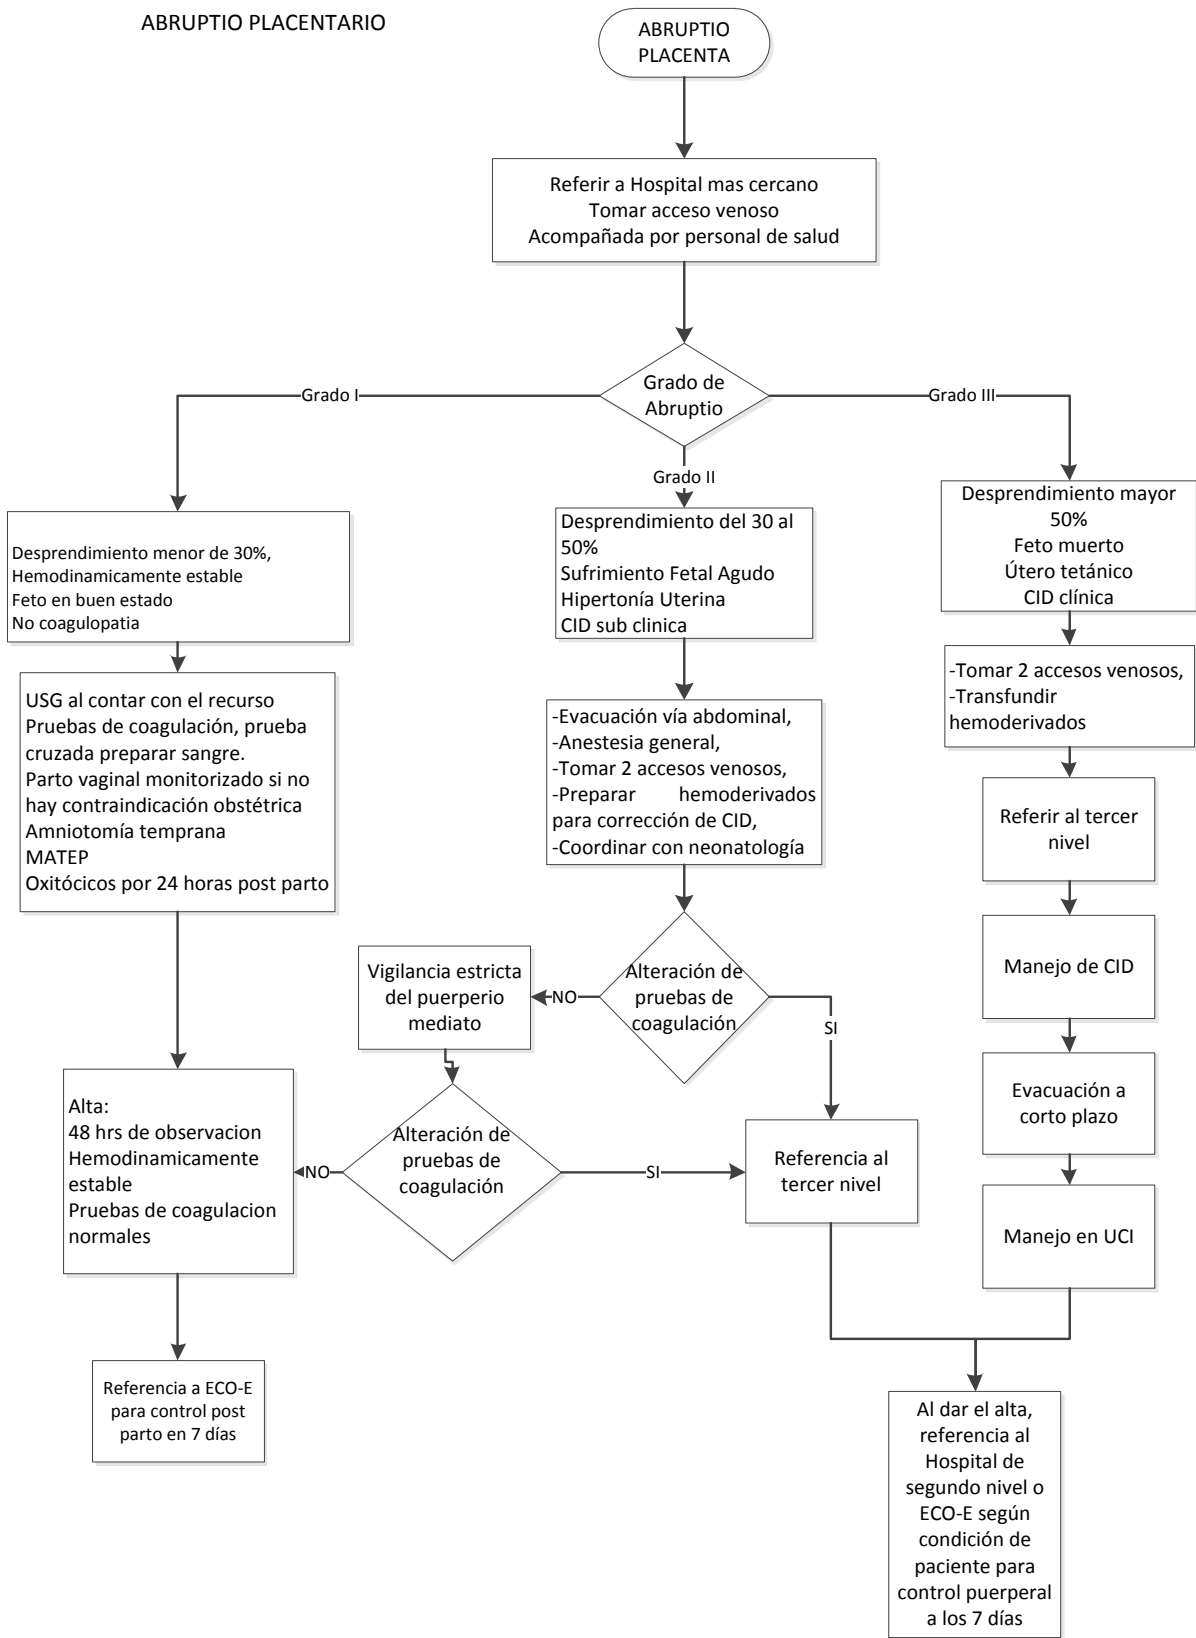 ABRUPTIO PLACENTARIO
ABRUPTIO
PLACENTA
Referir a Hospital mas cercano
Tomar acceso venoso
Acompañada por personal de salud
Grado de
Abruptio
Grado I
Grado II
Grado III
Desprendimiento menor de 30%,
Hemodinamicamente estable
Feto en buen estado
No coagulopatia
USG al contar con el recurso
Pruebas de coagulación, prueba
cruzada preparar sangre.
Parto vaginal monitorizado si no
hay contraindicación obstétrica
Amniotomía temprana
MATEP
Oxitócicos por 24 horas post parto
Desprendimiento del 30 al
50%
Sufrimiento Fetal Agudo
Hipertonía Uterina
CID sub clinica
-Evacuación vía abdominal,
-Anestesia general,
-Tomar 2 accesos venosos,
-Preparar hemoderivados
para corrección de CID,
-Coordinar con neonatología
Desprendimiento mayor
50%
Feto muerto
Útero tetánico
CID clínica
-Tomar 2 accesos venosos,
-Transfundir
hemoderivados
Referir al tercer
nivel
Manejo de CID
Evacuación a
corto plazo
Manejo en UCI
Alteración de
pruebas de
coagulación
NO
SI
Vigilancia estricta
del puerperio
mediato
Alteración de
pruebas de
coagulación
NO
SI
Referencia al
tercer nivel
Alta:
48 hrs de observacion
Hemodinamicamente
estable
Pruebas de coagulacion
normales
Referencia a ECO-E
para control post
parto en 7 días
Al dar el alta,
referencia al
Hospital de
segundo nivel o
ECO-E según
condición de
paciente para
control puerperal
a los 7 días